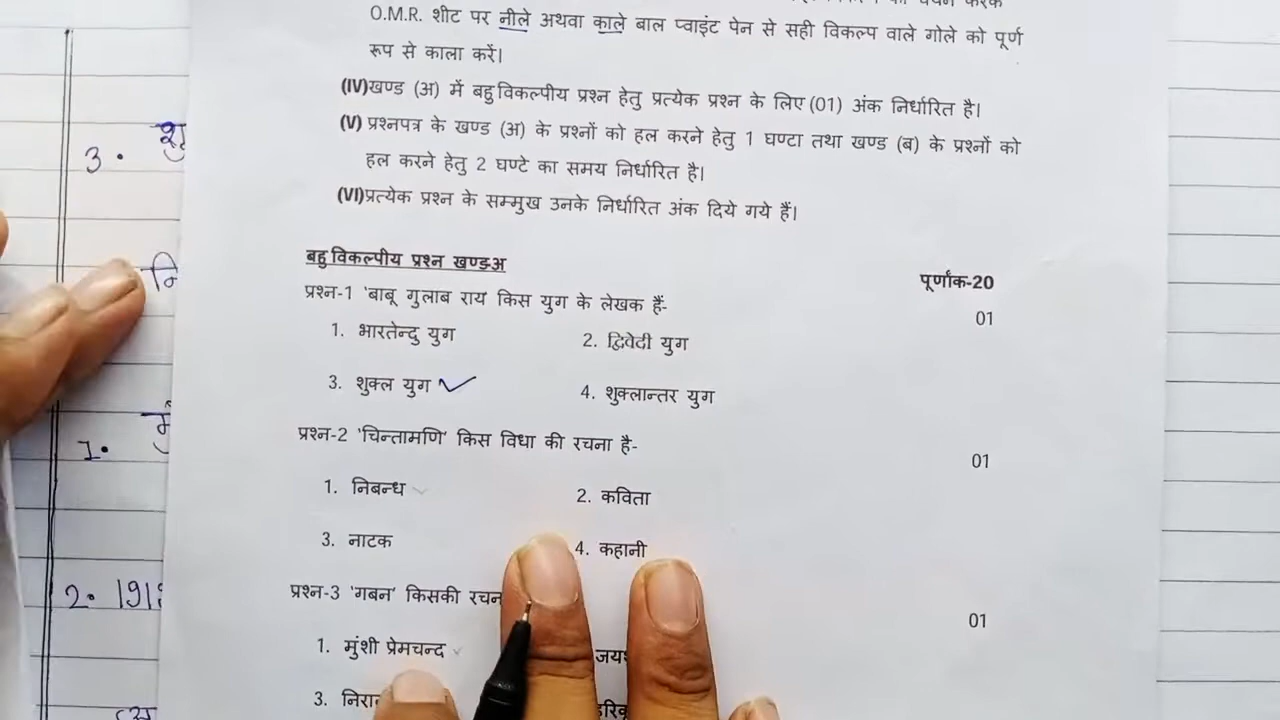 O.M.R. शीट पर नीले अथवा काले बाल प्वाइंट पेन से सही विकल्प वाले गोले को पूर्ण
रूप से काला करें।
(IV)खण्ड (अ) में बहुविकल्पीय प्रश्न हेतु प्रत्येक प्रश्न के लिए (01) अंक निर्धारित है।
(V) प्रश्नपत्र के खण्ड (अ) के प्रश्नों को हल करने हेतु 1 घण्टा तथा खण्ड (ब) के प्रश्नों को
हल करने हेतु 2 घण्टे का समय निर्धारित है।
(VI)प्रत्येक प्रश्न के सम्मुख उनके निर्धारित अंक दिये गये हैं।
बहुविकल्पीय प्रश्न खण्ड-अ
पूर्णांक-20
प्रश्न-1 'बाबू गुलाब राय किस युग के लेखक हैं- 01
1. भारतेन्दु युग 2. द्विवेदी युग
3. शुक्ल युग 4. शुक्लान्तर युग
प्रश्न-2 'चिन्तामणि' किस विधा की रचना है- 01
1. निबन्ध 2. कविता
3. नाटक 4. कहानी
प्रश्न-3 'गबन' किसकी 01
1. मुंशी प्रेमचन्द
3.
3.
1.
2.